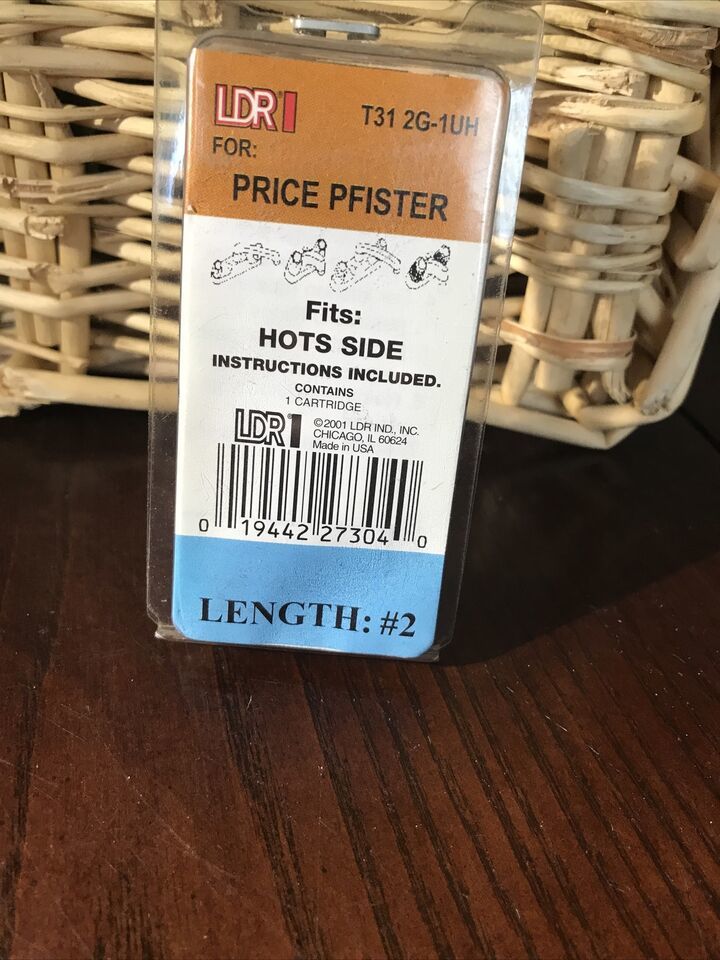 LDR
T31 2G-1UH
FOR:
PRICE PFISTER
Fits:
HOTS SIDE
INSTRUCTIONS INCLUDED.
CONTAINS
1 CARTRIDGE
LDR ® ©2001 LDR IND., INC.
CHICAGO, IL 60624
Made in USA
0 19442 27304 0
LENGTH: #2